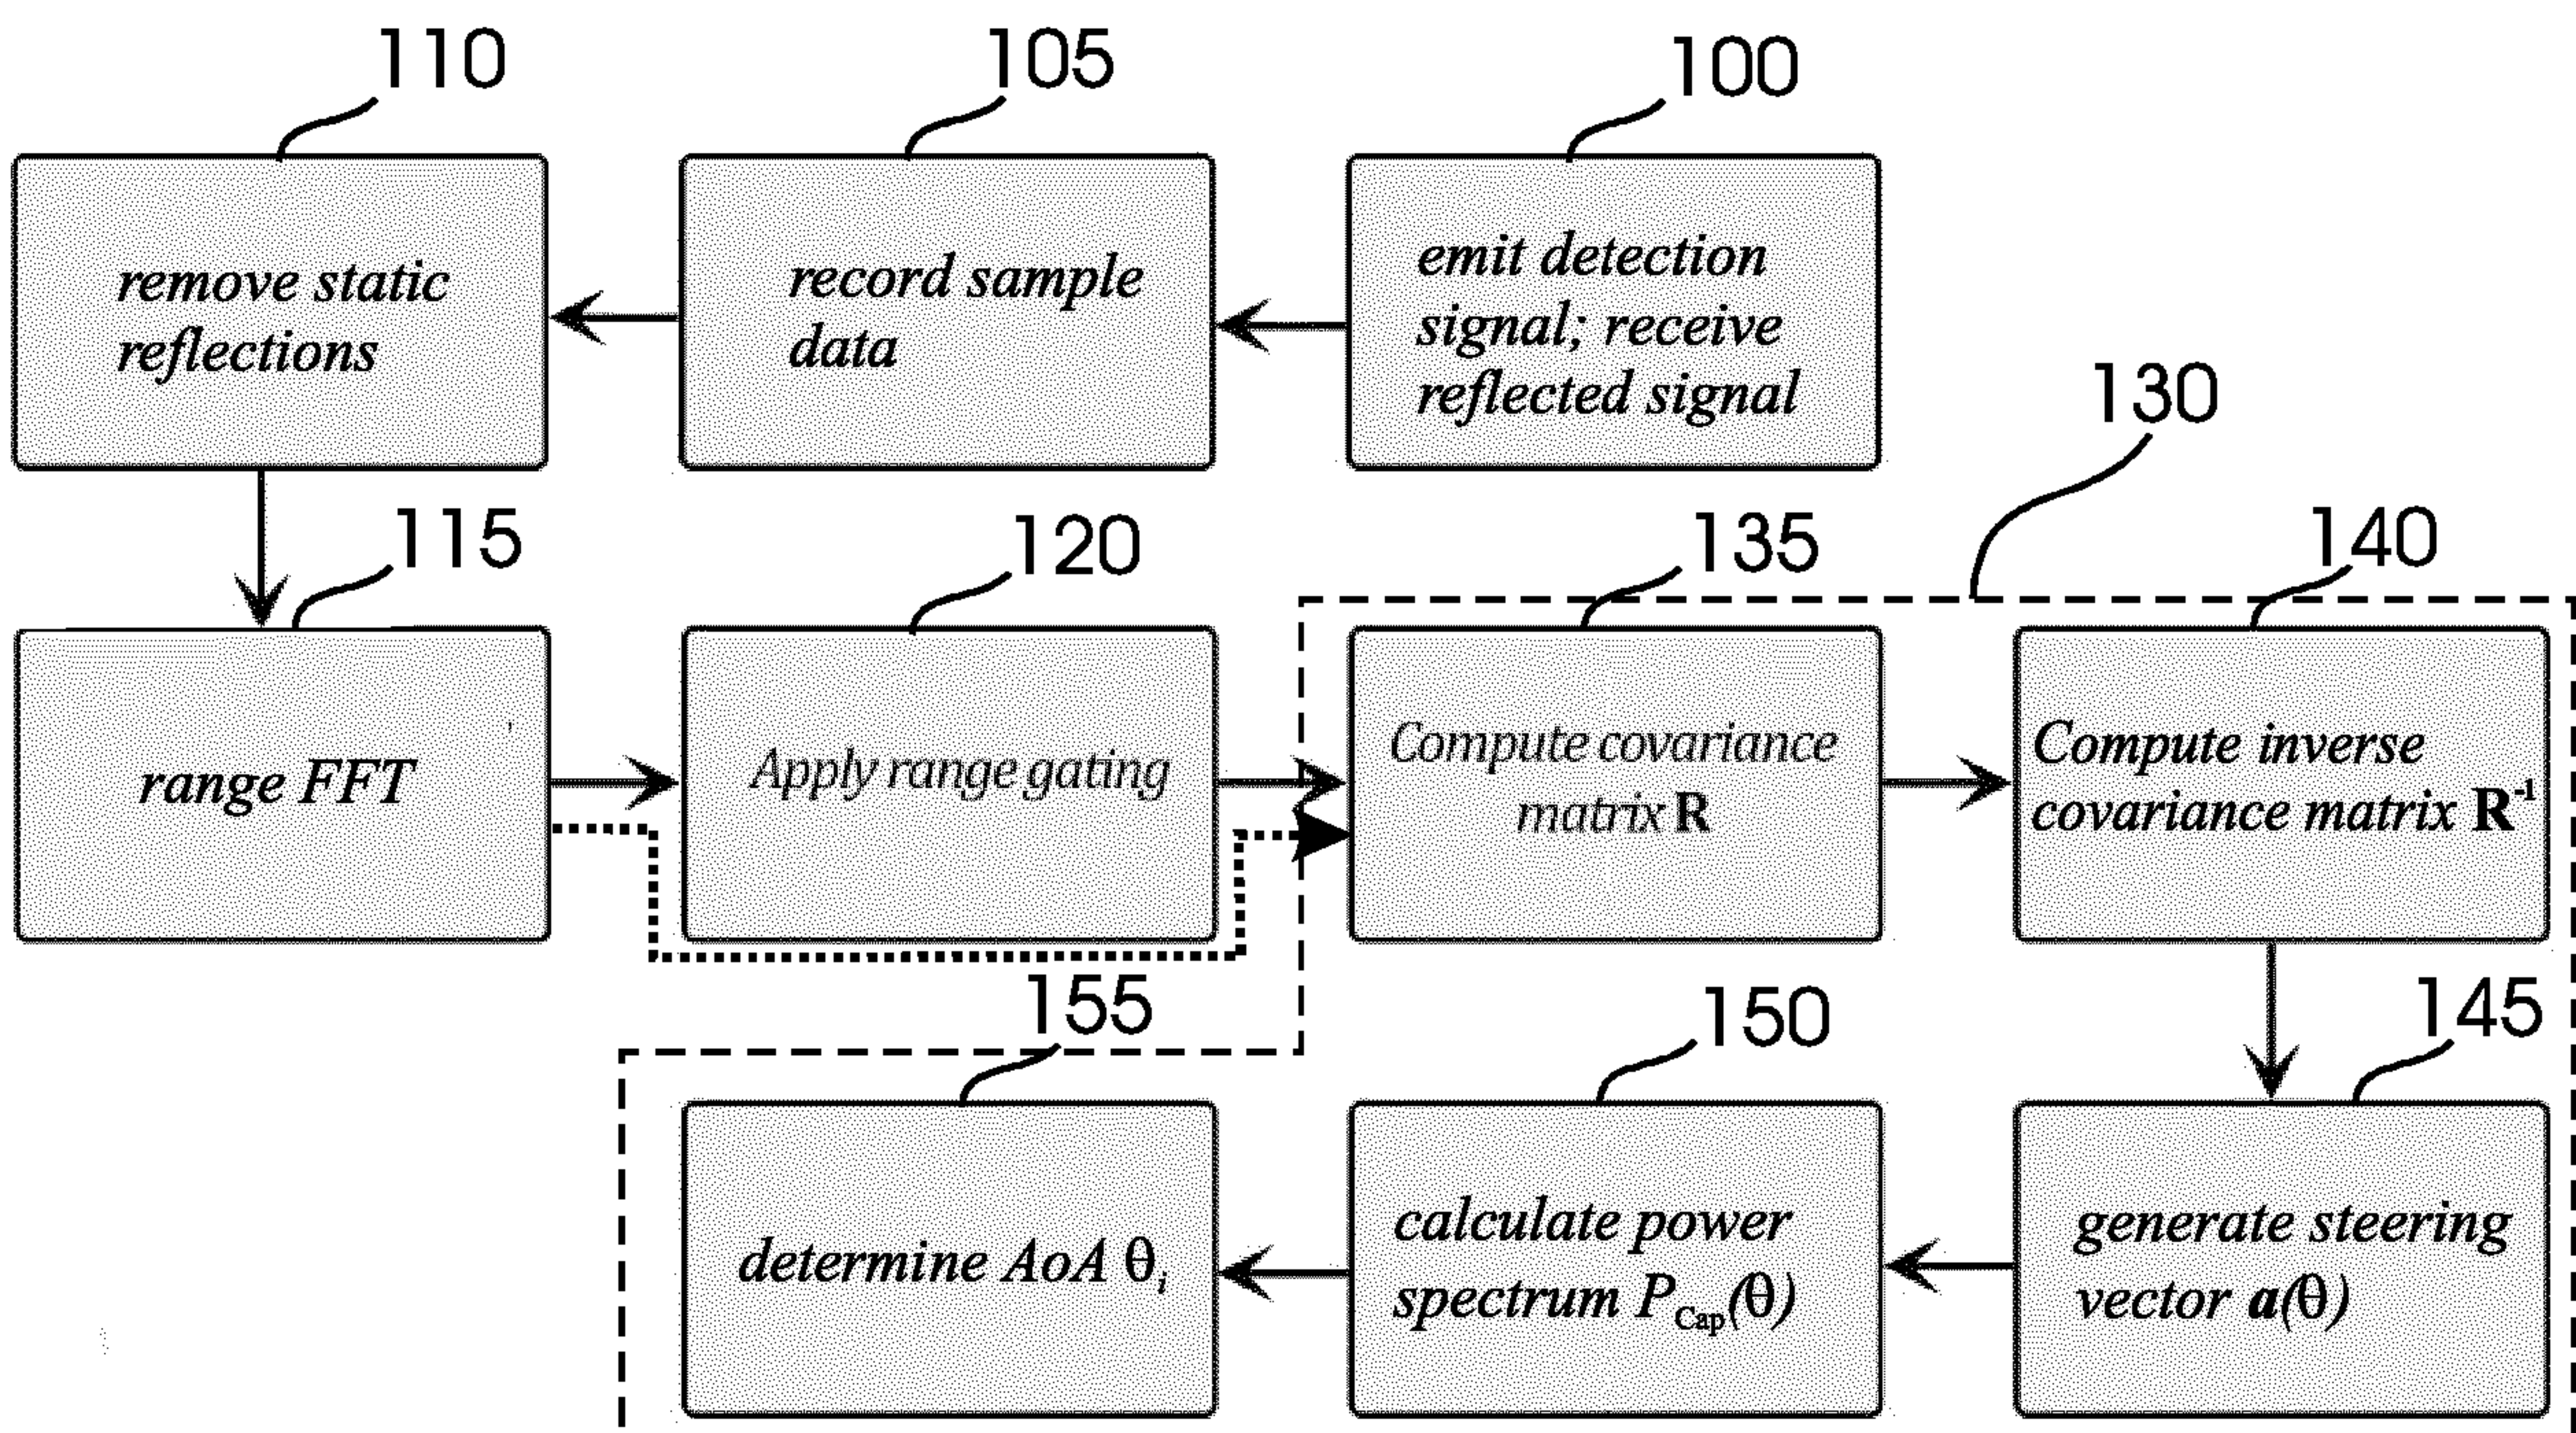 110
105
100
remove static
reflections
record sample
data
emit detection
signal; receive
reflected signal
130
115
120
135
140
range FFT
Apply range gating
Compute covariance
matrix R
Compute inverse
covariance matrix R⁻¹
155
150
145
determine AoA θᵢ
calculate power
spectrum P_Cap(θ)
generate steering
vector a(θ)